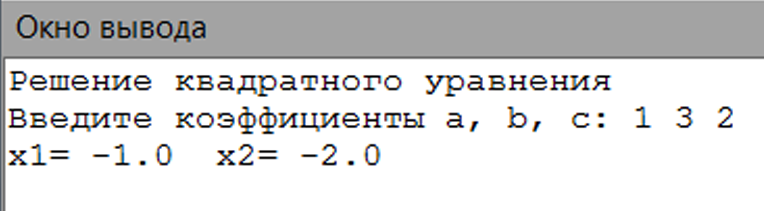 Окно вывода
Решение квадратного уравнения
Введите коэффициенты a, b, c: 1 3 2
x1= -1.0  x2= -2.0